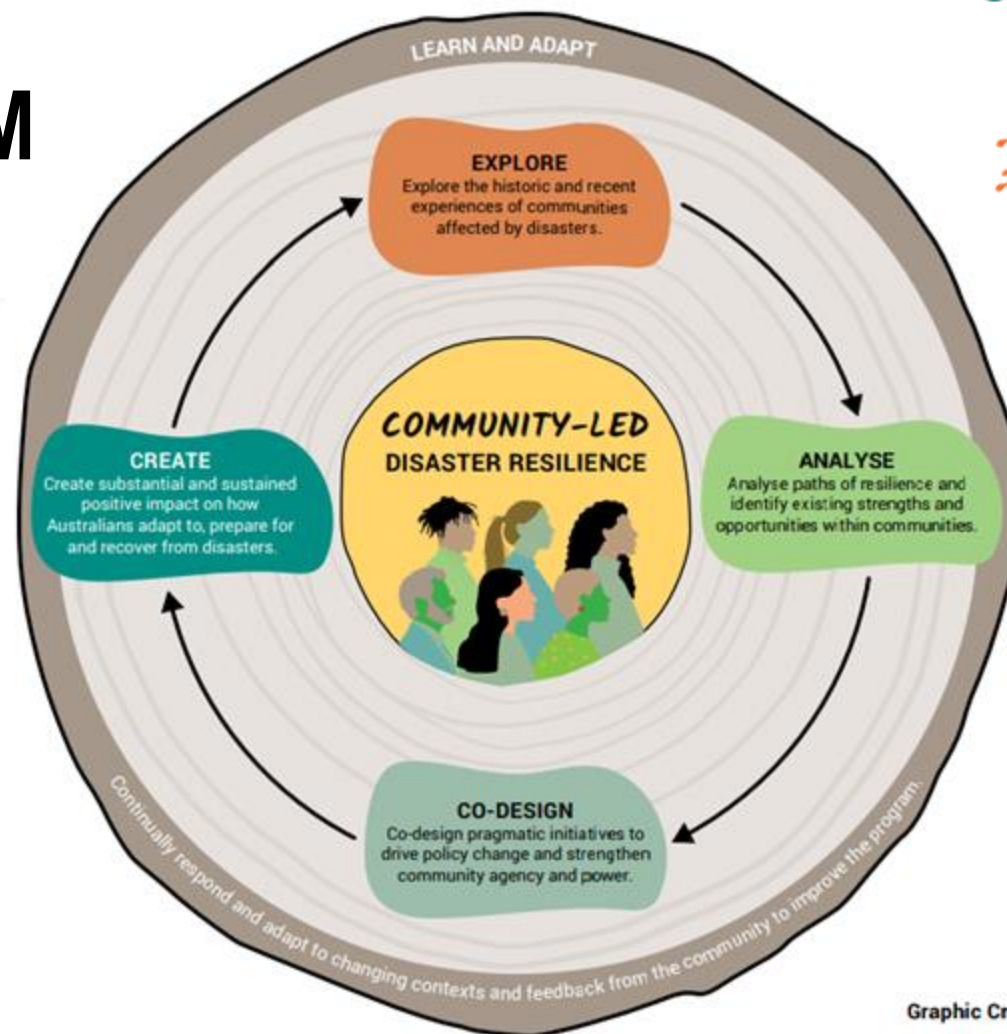 M
LEARN AND ADAPT
EXPLORE
Explore the historic and recent
experiences of communities
affected by disasters.
COMMUNITY-LED
DISASTER RESILIENCE
CREATE
Create substantial and sustained
positive impact on how
Australians adapt to, prepare for
and recover from disasters.
ANALYSE
Analyse paths of resilience and
identify existing strengths and
opportunities within communities.
CO-DESIGN
Co-design pragmatic initiatives to
drive policy change and strengthen
community agency and power.
Continually respond and adapt to changing contexts and feedback from the community to improve the program.
Graphic Cr